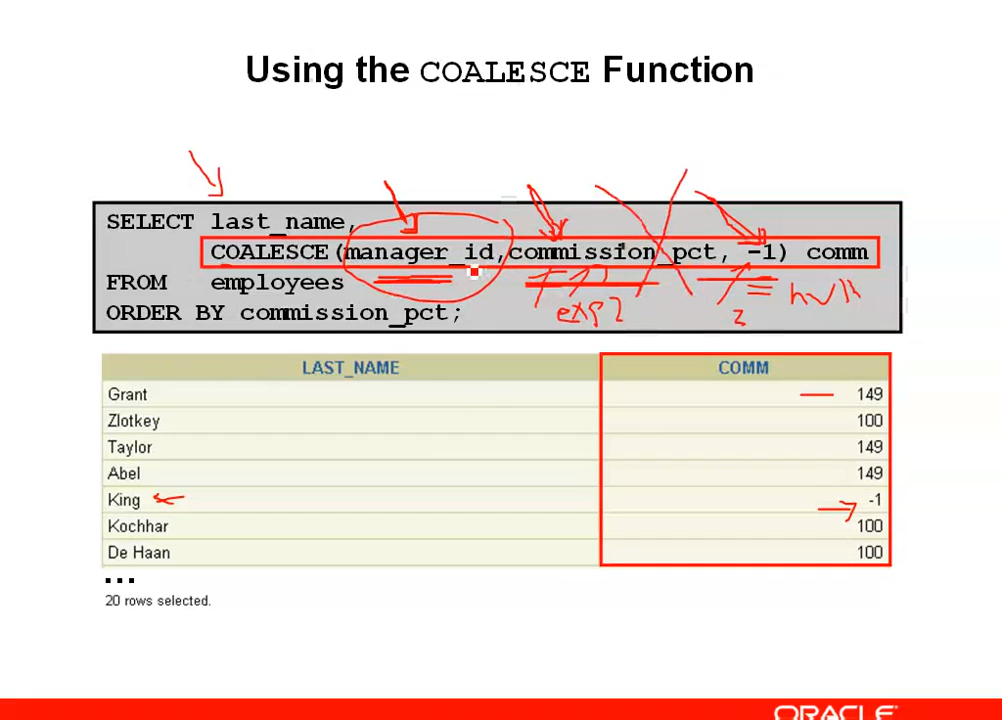 Using the COALESCE Function
SELECT last_name,
COALESCE(manager_id,commission_pct, -1) comm
FROM employees
ORDER BY commission_pct;
exp2
LAST_NAME COMM
Grant 149
Zlotkey 100
Taylor 149
Abel 149
King -1
Kochhar 100
De Haan 100
...
20 rows selected.
ORACLE